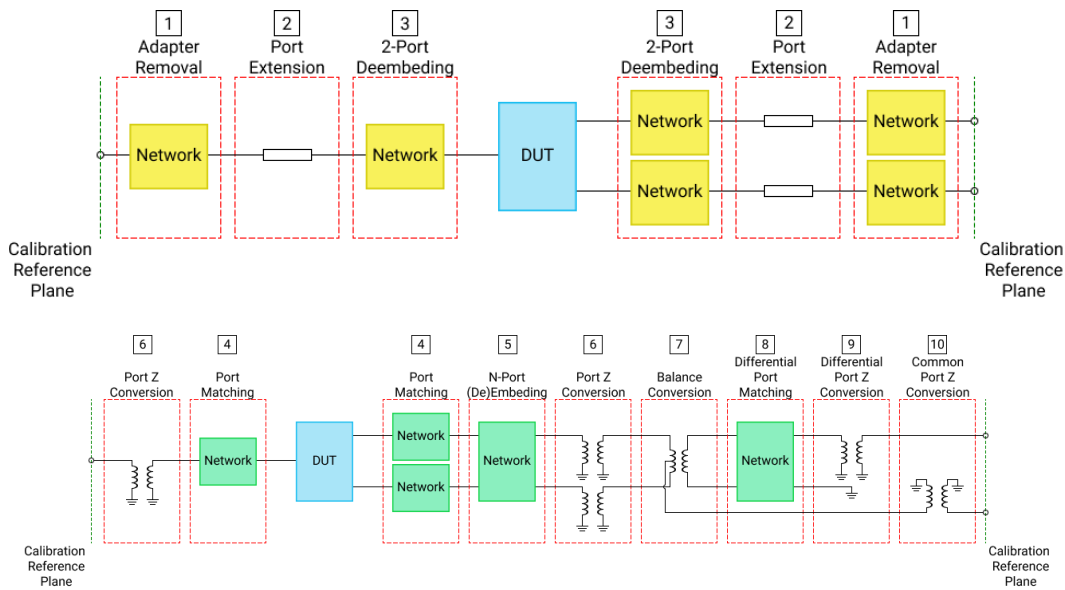 1
2
3
3
2
1
Adapter
Removal
Port
Extension
2-Port
Deembeding
2-Port
Deembeding
Port
Extension
Adapter
Removal
Network
Network
DUT
Network
Network
Network
Network
Calibration
Reference
Plane
Calibration
Reference
Plane
6
4
4
5
6
7
8
9
10
Port Z
Conversion
Port
Matching
Port
Matching
N-Port
(De)Embeding
Port Z
Conversion
Balance
Conversion
Differential
Port
Matching
Differential
Port Z
Conversion
Common
Port Z
Conversion
Network
DUT
Network
Network
Network
Network
Calibration
Reference
Plane
Calibration
Reference
Plane